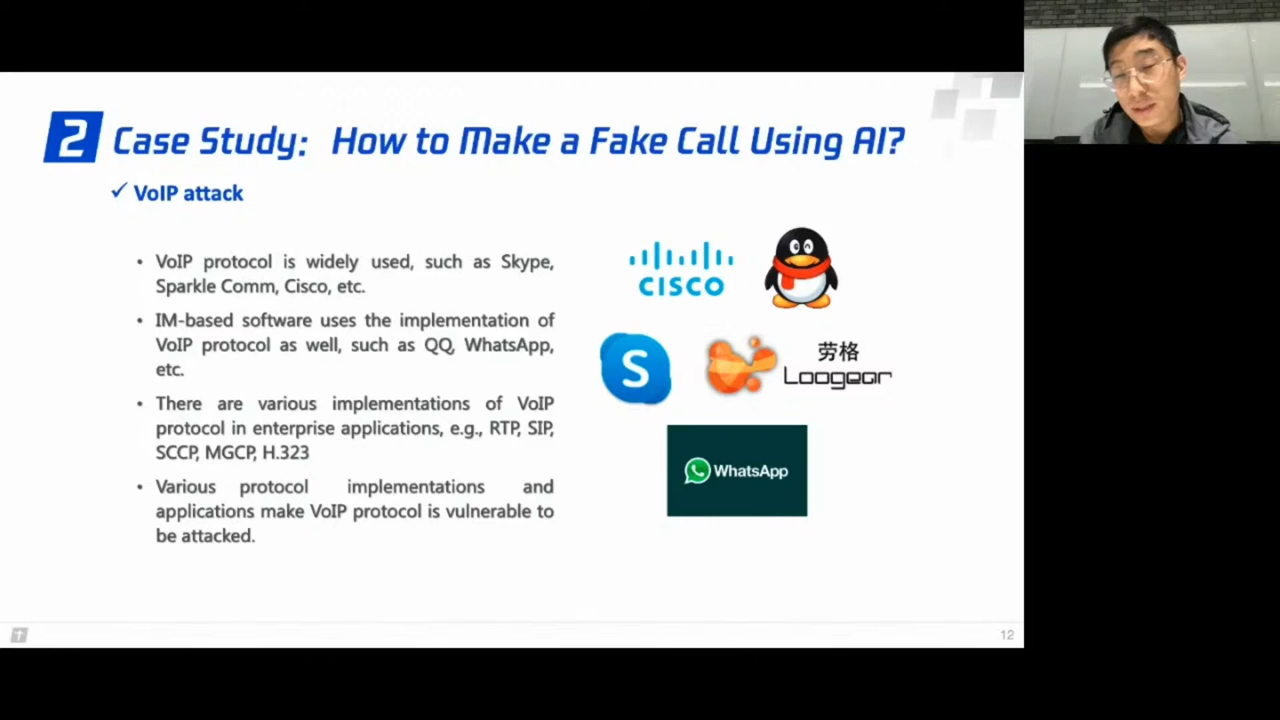 2 Case Study: How to Make a Fake Call Using AI?
✓ VoIP attack
• VoIP protocol is widely used, such as Skype,
Sparkle Comm, Cisco, etc.
• IM-based software uses the implementation of
VoIP protocol as well, such as QQ, WhatsApp,
etc.
• There are various implementations of VoIP
protocol in enterprise applications, e.g., RTP, SIP,
SCCP, MGCP, H.323
• Various protocol implementations and
applications make VoIP protocol is vulnerable to
be attacked.
CISCO
S
劳格
Loogear
WhatsApp
12